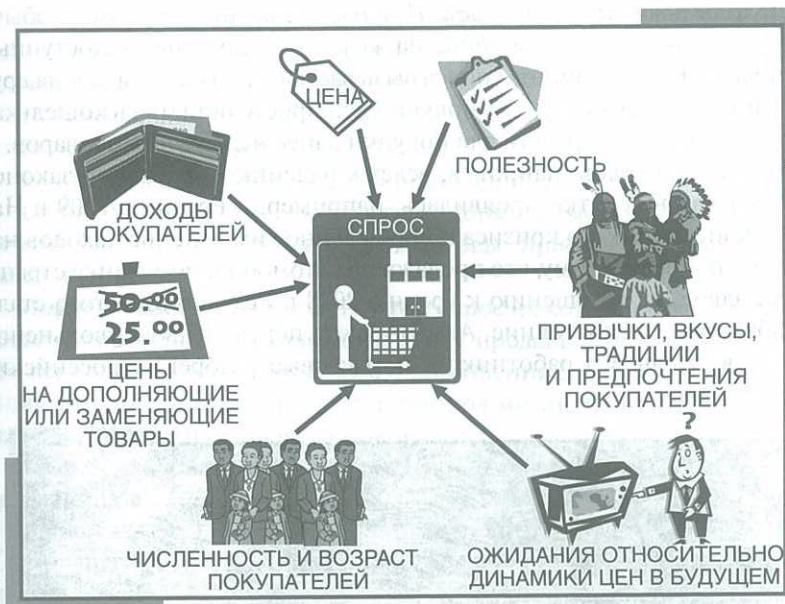 ЦЕНА
ПОЛЕЗНОСТЬ
ДОХОДЫ
ПОКУПАТЕЛЕЙ
СПРОС
50.00
25.00
ЦЕНЫ
НА ДОПОЛНЯЮЩИЕ
ИЛИ ЗАМЕНЯЮЩИЕ
ТОВАРЫ
ПРИВЫЧКИ, ВКУСЫ,
ТРАДИЦИИ
И ПРЕДПОЧТЕНИЯ
ПОКУПАТЕЛЕЙ
?
ЧИСЛЕННОСТЬ И ВОЗРАСТ
ПОКУПАТЕЛЕЙ
ОЖИДАНИЯ ОТНОСИТЕЛЬНО
ДИНАМИКИ ЦЕН В БУДУЩЕМ